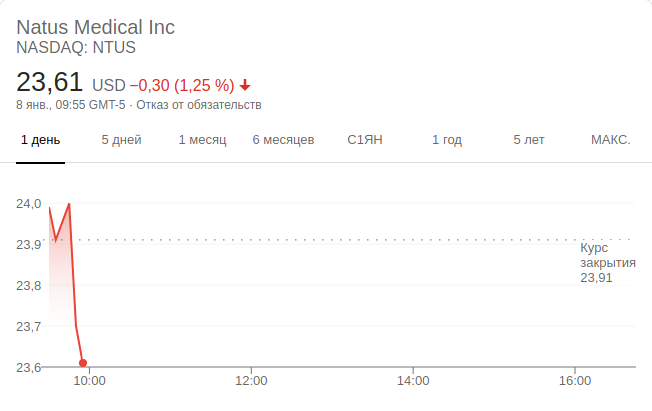 Natus Medical Inc
NASDAQ: NTUS
23,61 USD −0,30 (1,25 %)
8 янв., 09:55 GMT-5 · Отказ от обязательств
1 день 5 дней 1 месяц 6 месяцев С1ЯН 1 год 5 лет МАКС.
24,0
23,9
Курс
закрытия
23,91
23,8
23,7
23,6
10:00 12:00 14:00 16:00